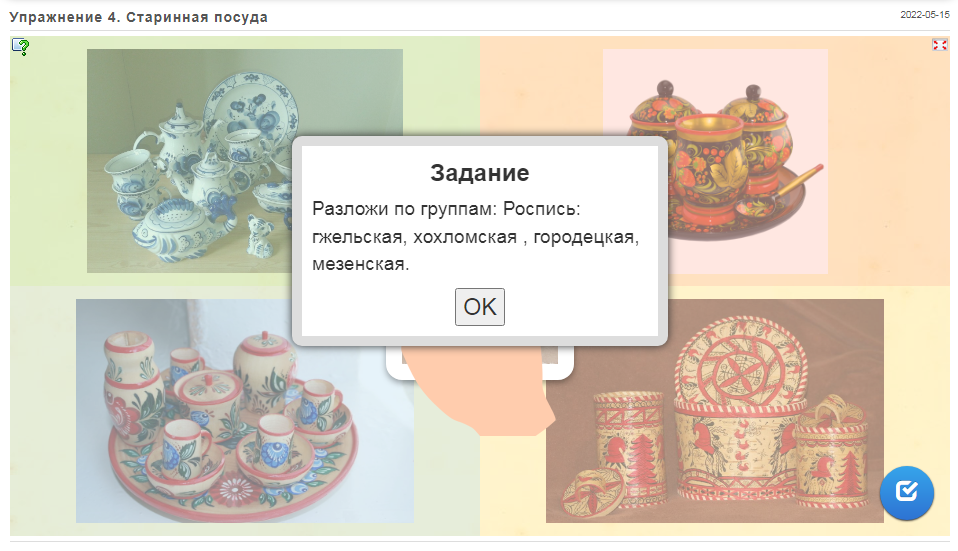 Упражнение 4. Старинная посуда
2022-05-15
Задание
Разложи по группам: Роспись:
гжельская, хохломская , городецкая,
мезенская.
OK